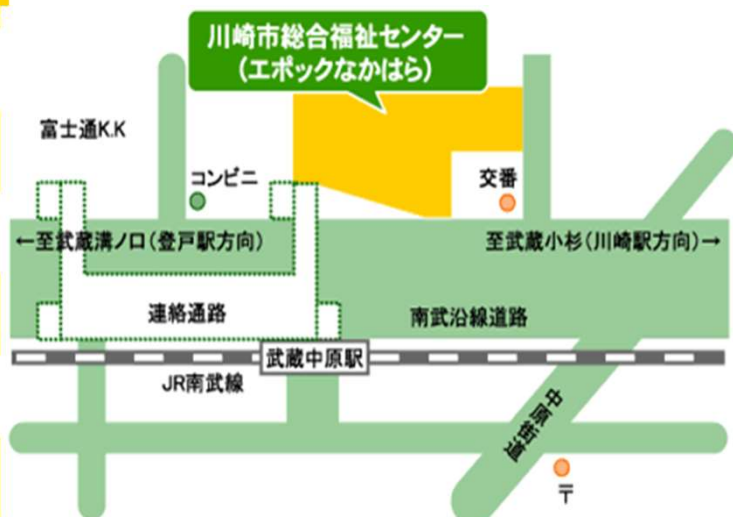 川崎市総合福祉センター
(エポックなかはら)
富士通K.K
コンビニ
交番
←至武蔵溝ノ口(登戸駅方向)
至武蔵小杉(川崎駅方向)→
連絡通路
南武沿線道路
武蔵中原駅
JR南武線
中原街道
〒